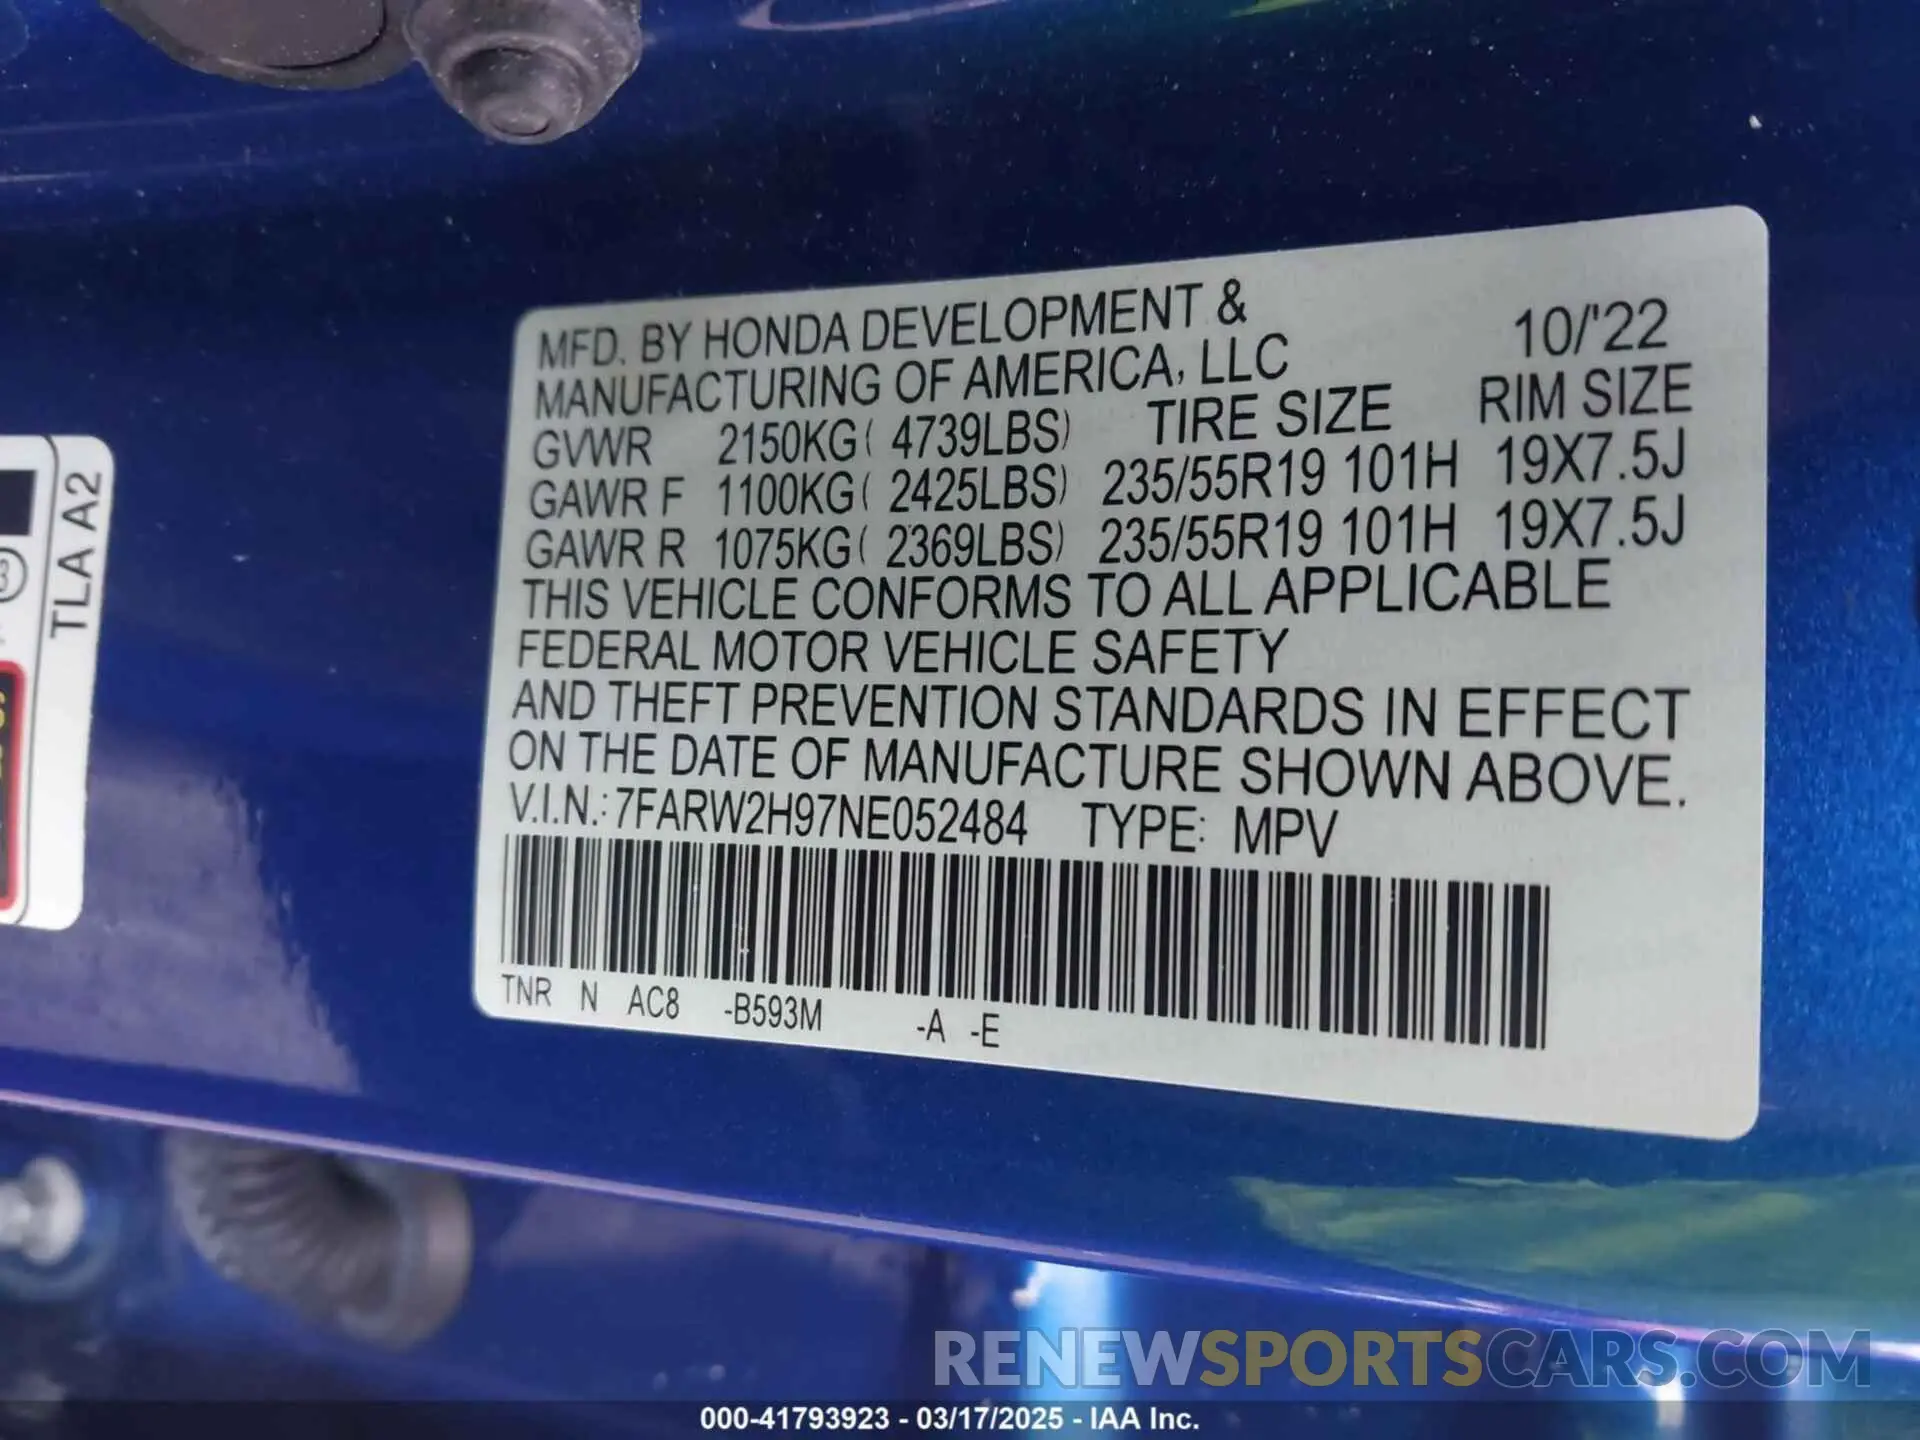 MFD. BY HONDA DEVELOPMENT &
MANUFACTURING OF AMERICA, LLC 10/'22
GVWR 2150KG( 4739LBS) TIRE SIZE RIM SIZE
GAWR F 1100KG( 2425LBS) 235/55R19 101H 19X7.5J
GAWR R 1075KG( 2369LBS) 235/55R19 101H 19X7.5J
THIS VEHICLE CONFORMS TO ALL APPLICABLE
FEDERAL MOTOR VEHICLE SAFETY
AND THEFT PREVENTION STANDARDS IN EFFECT
ON THE DATE OF MANUFACTURE SHOWN ABOVE.
V.I.N.: 7FARW2H97NE052484 TYPE: MPV
TNR N AC8 -B593M -A -E
TLA A2
3
RENEWSPORTSCARS.COM
000-41793923 - 03/17/2025 - IAA Inc.